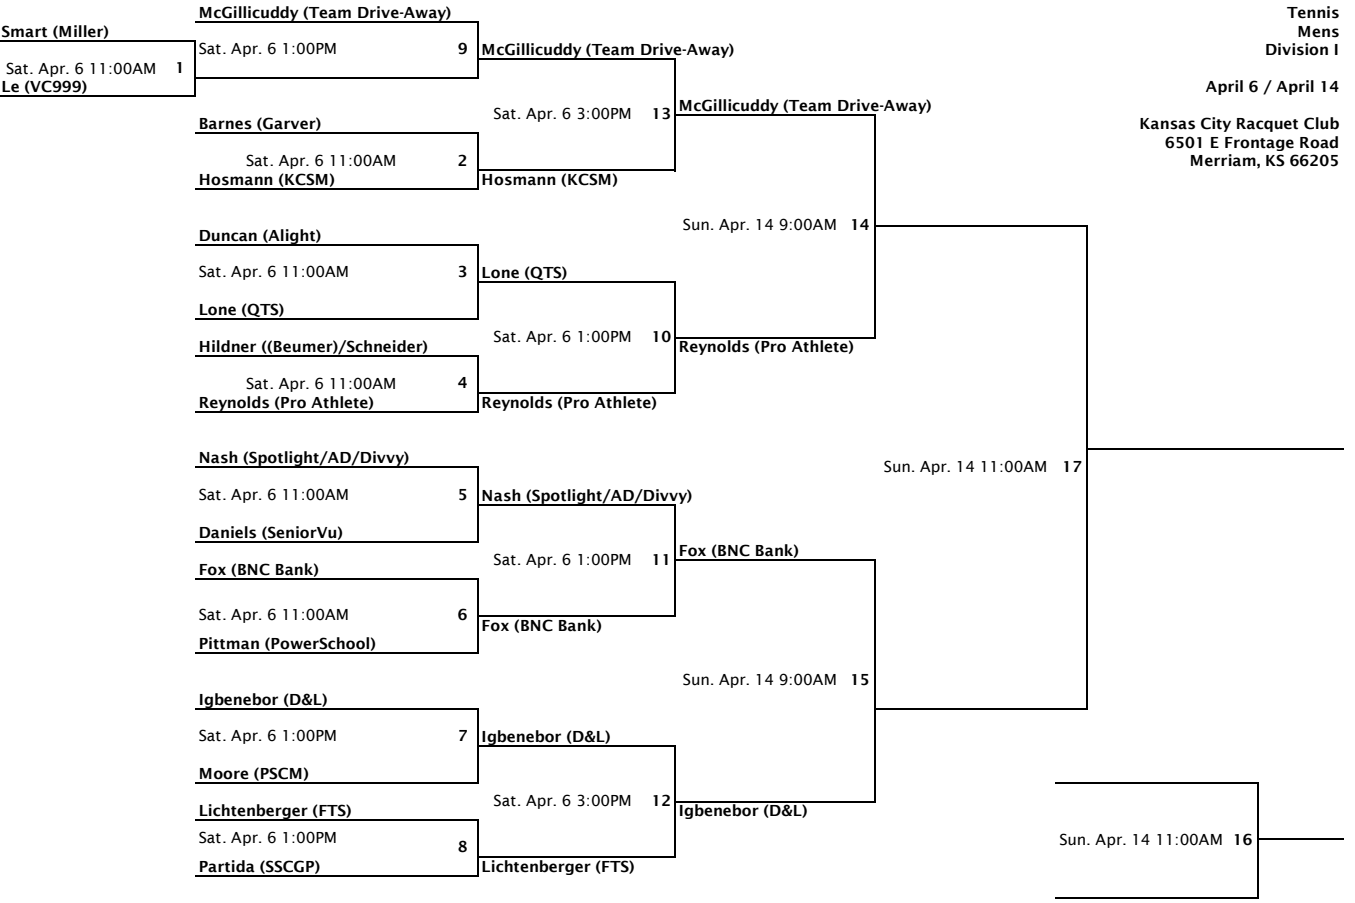 Tennis
Mens
Division I
April 6 / April 14
Kansas City Racquet Club
6501 E Frontage Road
Merriam, KS 66205
Smart (Miller)
Sat. Apr. 6 11:00AM 1
Le (VC999)
McGillicuddy (Team Drive-Away)
Sat. Apr. 6 1:00PM 9
Barnes (Garver)
Sat. Apr. 6 11:00AM 2
Hosmann (KCSM)
Duncan (Alight)
Sat. Apr. 6 11:00AM 3
Lone (QTS)
Hildner ((Beumer)/Schneider)
Sat. Apr. 6 11:00AM 4
Reynolds (Pro Athlete)
Nash (Spotlight/AD/Divvy)
Sat. Apr. 6 11:00AM 5
Daniels (SeniorVu)
Fox (BNC Bank)
Sat. Apr. 6 11:00AM 6
Pittman (PowerSchool)
Igbenebor (D&L)
Sat. Apr. 6 1:00PM 7
Moore (PSCM)
Lichtenberger (FTS)
Sat. Apr. 6 1:00PM 8
Partida (SSCGP)
McGillicuddy (Team Drive-Away)
Sat. Apr. 6 3:00PM 13
Hosmann (KCSM)
Lone (QTS)
Sat. Apr. 6 1:00PM 10
Reynolds (Pro Athlete)
Nash (Spotlight/AD/Divvy)
Sat. Apr. 6 1:00PM 11
Fox (BNC Bank)
Igbenebor (D&L)
Sat. Apr. 6 3:00PM 12
Lichtenberger (FTS)
McGillicuddy (Team Drive-Away)
Sun. Apr. 14 9:00AM 14
Reynolds (Pro Athlete)
Fox (BNC Bank)
Sun. Apr. 14 9:00AM 15
Igbenebor (D&L)
Sun. Apr. 14 11:00AM 17
Sun. Apr. 14 11:00AM 16